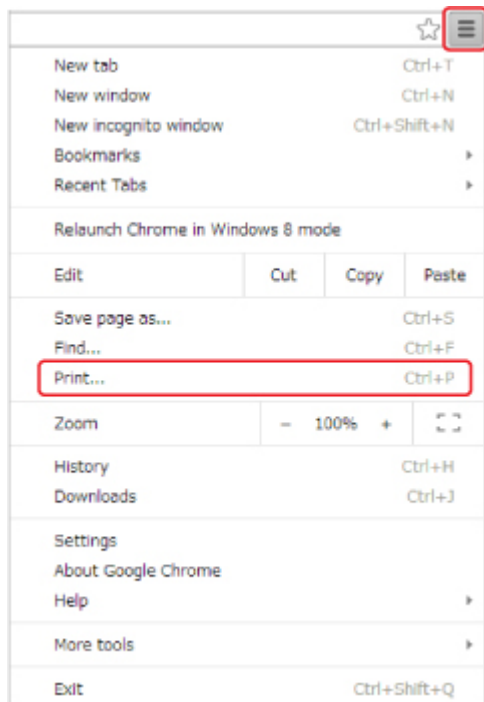 New tab Ctrl+T
New window Ctrl+N
New incognito window Ctrl+Shift+N
Bookmarks
Recent Tabs
Relaunch Chrome in Windows 8 mode
Edit Cut Copy Paste
Save page as... Ctrl+S
Find... Ctrl+F
Print... Ctrl+P
Zoom − 100% +
History Ctrl+H
Downloads Ctrl+J
Settings
About Google Chrome
Help
More tools
Exit Ctrl+Shift+Q